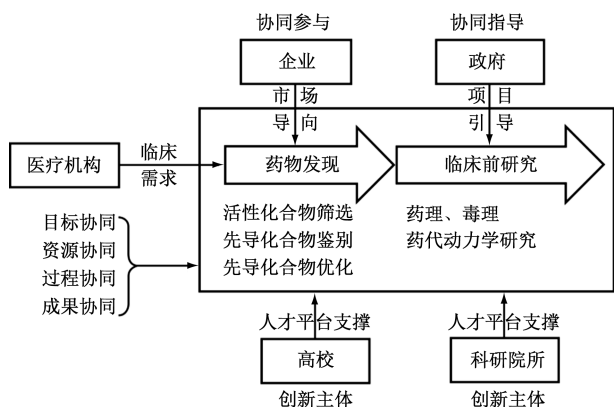 协同参与
协同指导
企业
政府
市场
导向
项目
引导
医疗机构
临床
需求
药物发现
临床前研究
活性化合物筛选
先导化合物鉴别
先导化合物优化
药理、毒理
药代动力学研究
目标协同
资源协同
过程协同
成果协同
人才平台支撑
人才平台支撑
高校
科研院所
创新主体
创新主体